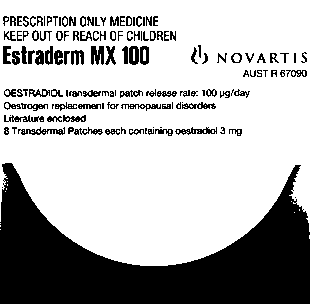 PRESCRIPTION ONLY MEDICINE
KEEP OUT OF REACH OF CHILDREN
Estraderm MX 100
NOVARTIS
AUST R 67090
OESTRADIOL transdermal patch release rate: 100 µg/day
Oestrogen replacement for menopausal disorders
Literature enclosed
8 Transdermal Patches each containing oestradiol 3 mg